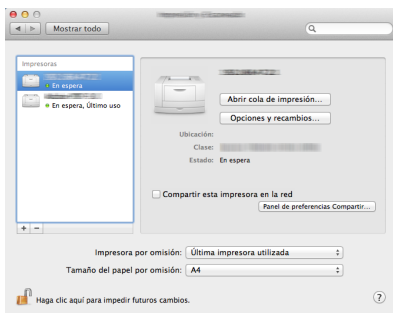 Mostrar todo
Impresoras
En espera
En espera, Último uso
Abrir cola de impresión...
Opciones y recambios...
Ubicación:
Clase:
Estado: En espera
Compartir esta impresora en la red
Panel de preferencias Compartir...
+ −
Impresora por omisión: Última impresora utilizada
Tamaño del papel por omisión: A4
Haga clic aquí para impedir futuros cambios.
?